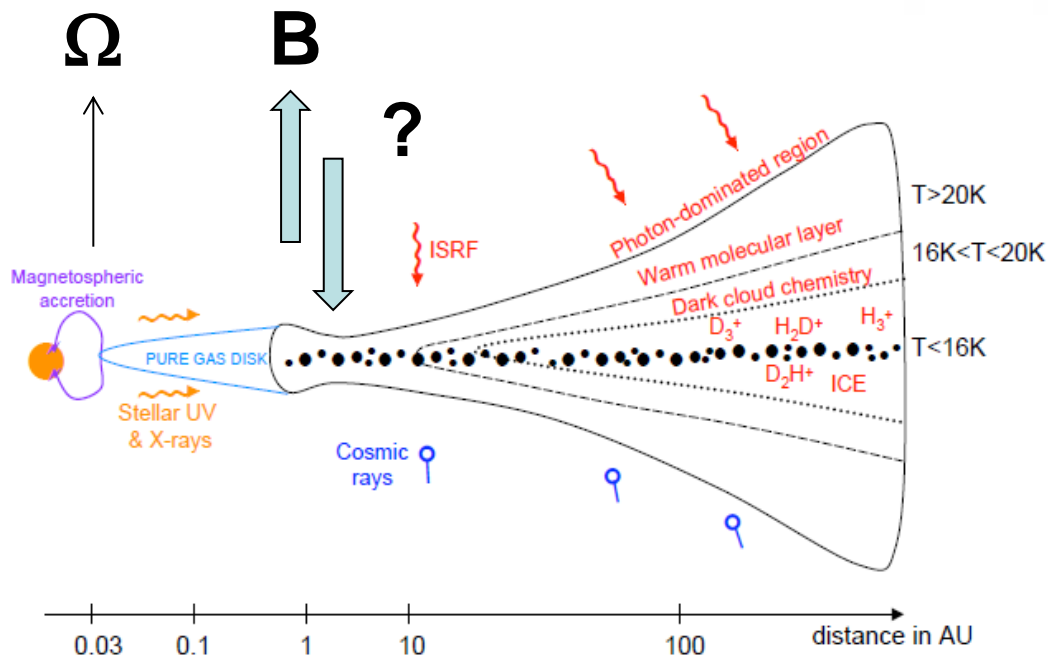 Ω
B
?
Photon-dominated region
T>20K
ISRF
Warm molecular layer
16K<T<20K
Magnetospheric
accretion
Dark cloud chemistry
D₃⁺
H₂D⁺
H₃⁺
PURE GAS DISK
T<16K
D₂H⁺
ICE
Stellar UV
& X-rays
Cosmic
rays
0.03
0.1
1
10
100
distance in AU